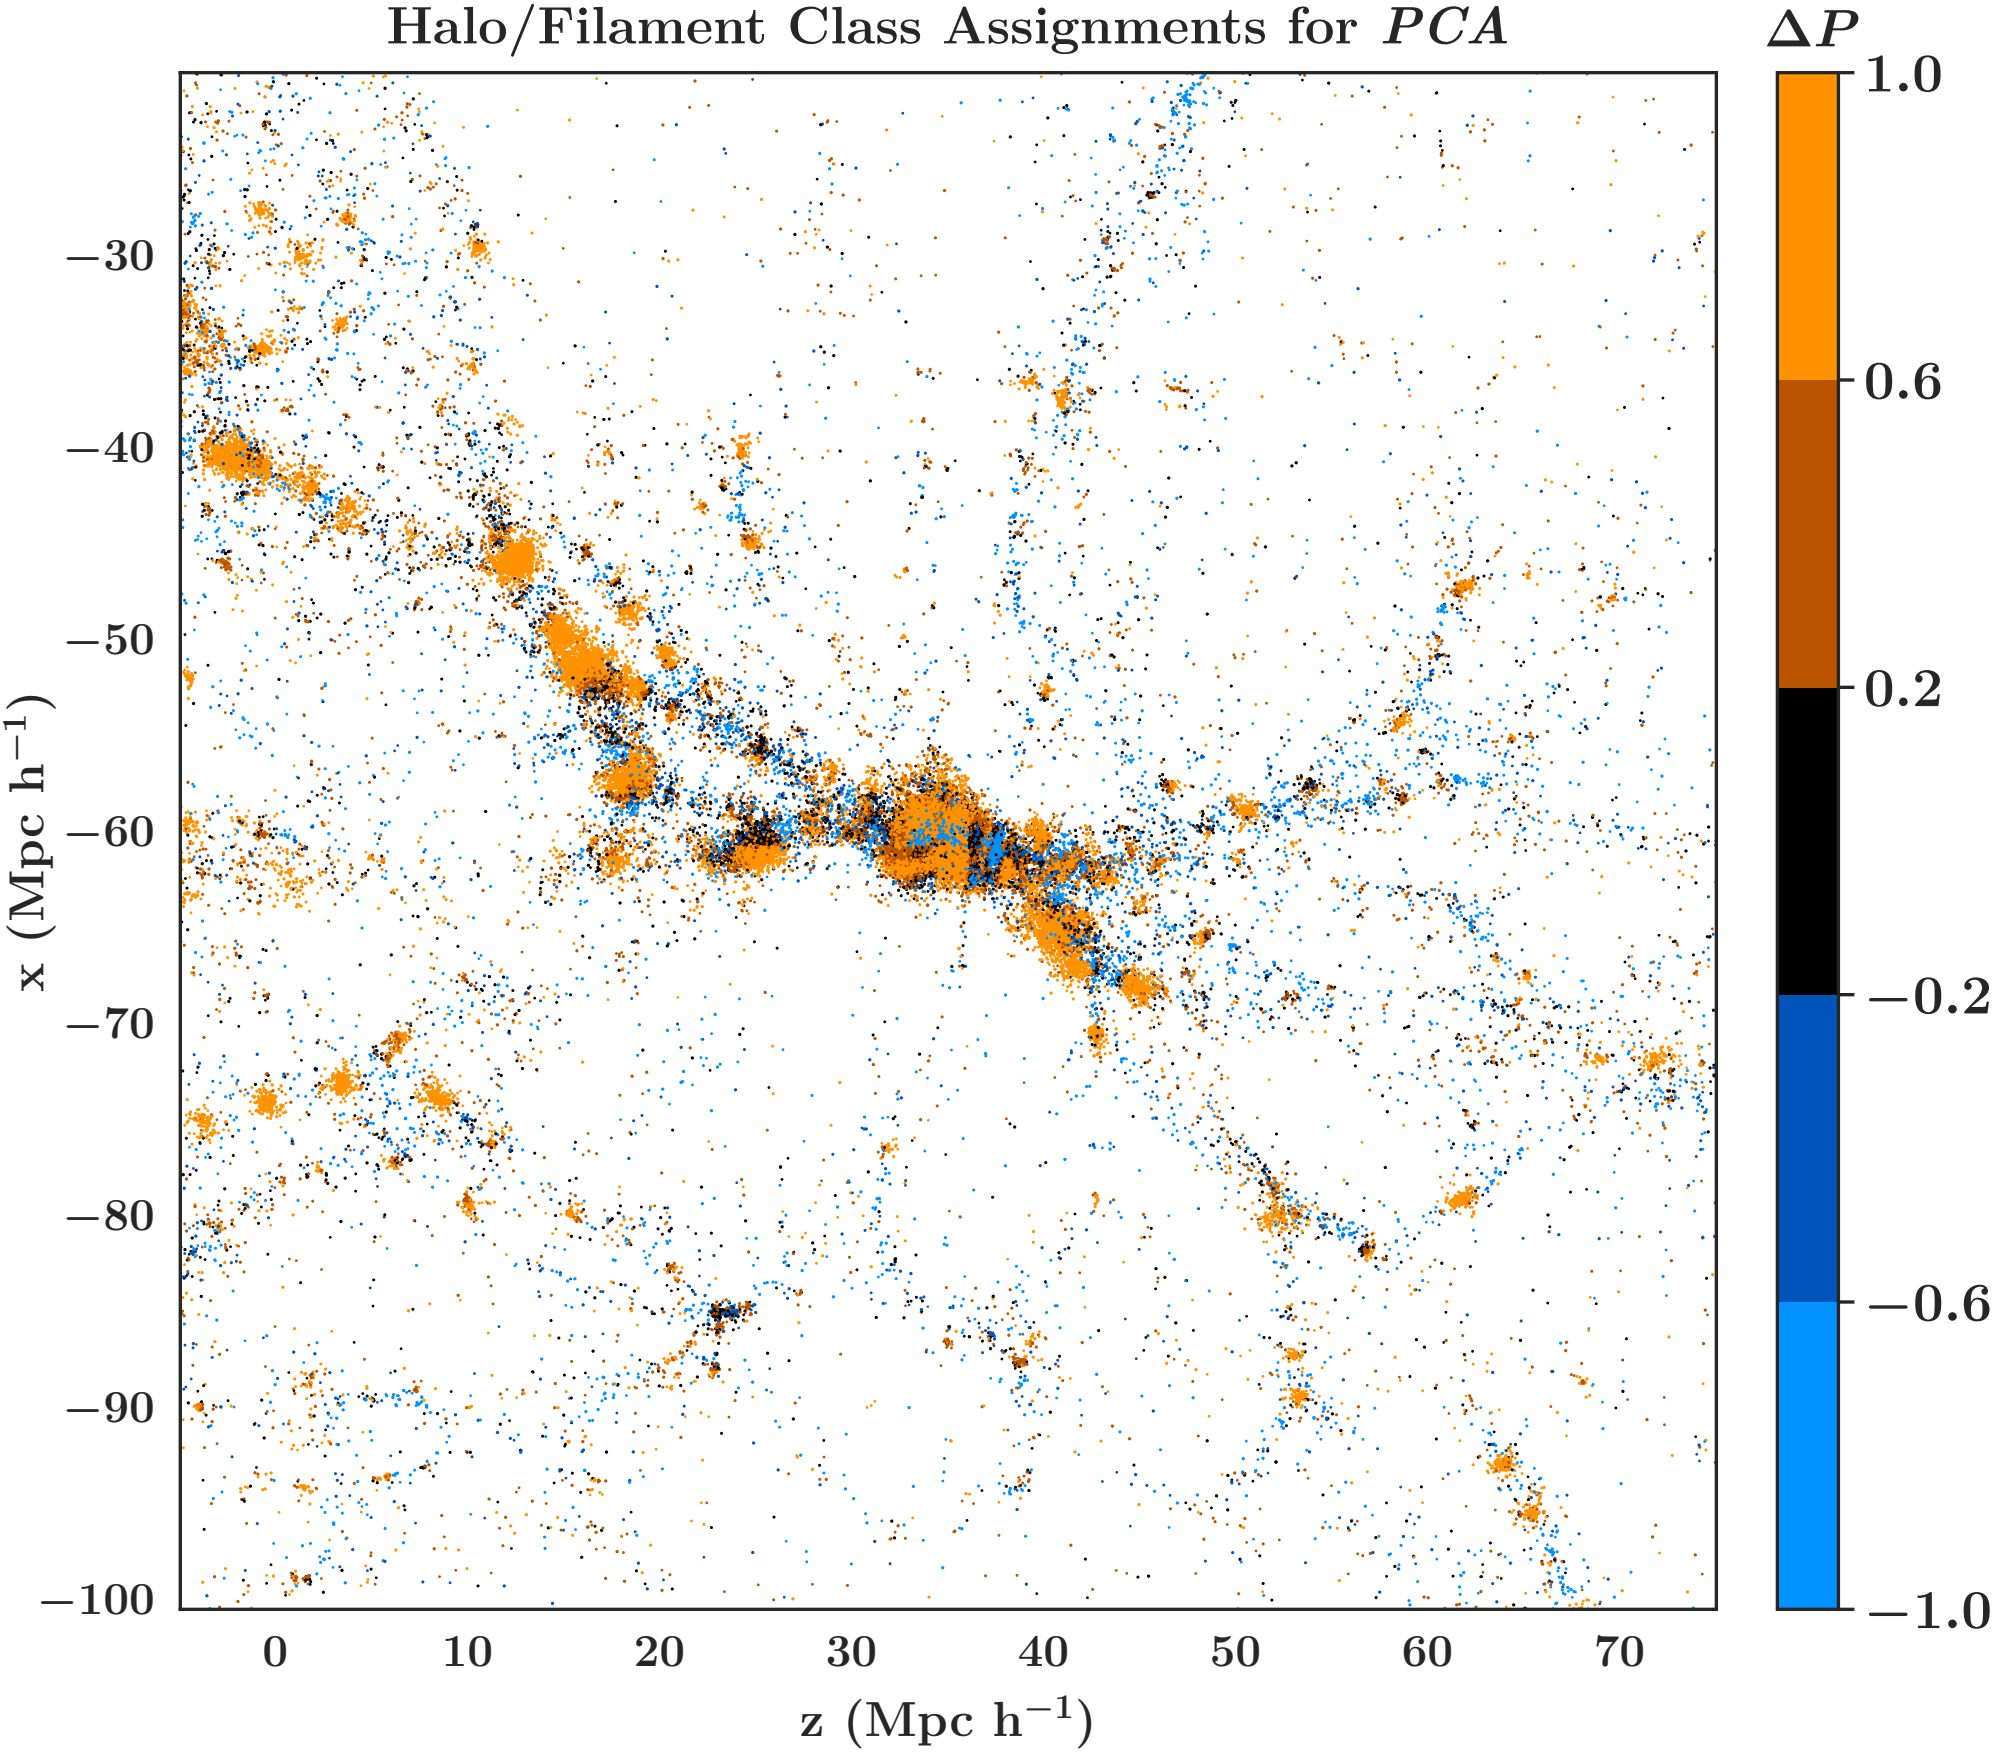 Halo/Filament Class Assignments for PCA
ΔP
1.0
0.6
0.2
−0.2
−0.6
−1.0
−30
−40
−50
−60
−70
−80
−90
−100
x (Mpc h⁻¹)
0 10 20 30 40 50 60 70
z (Mpc h⁻¹)